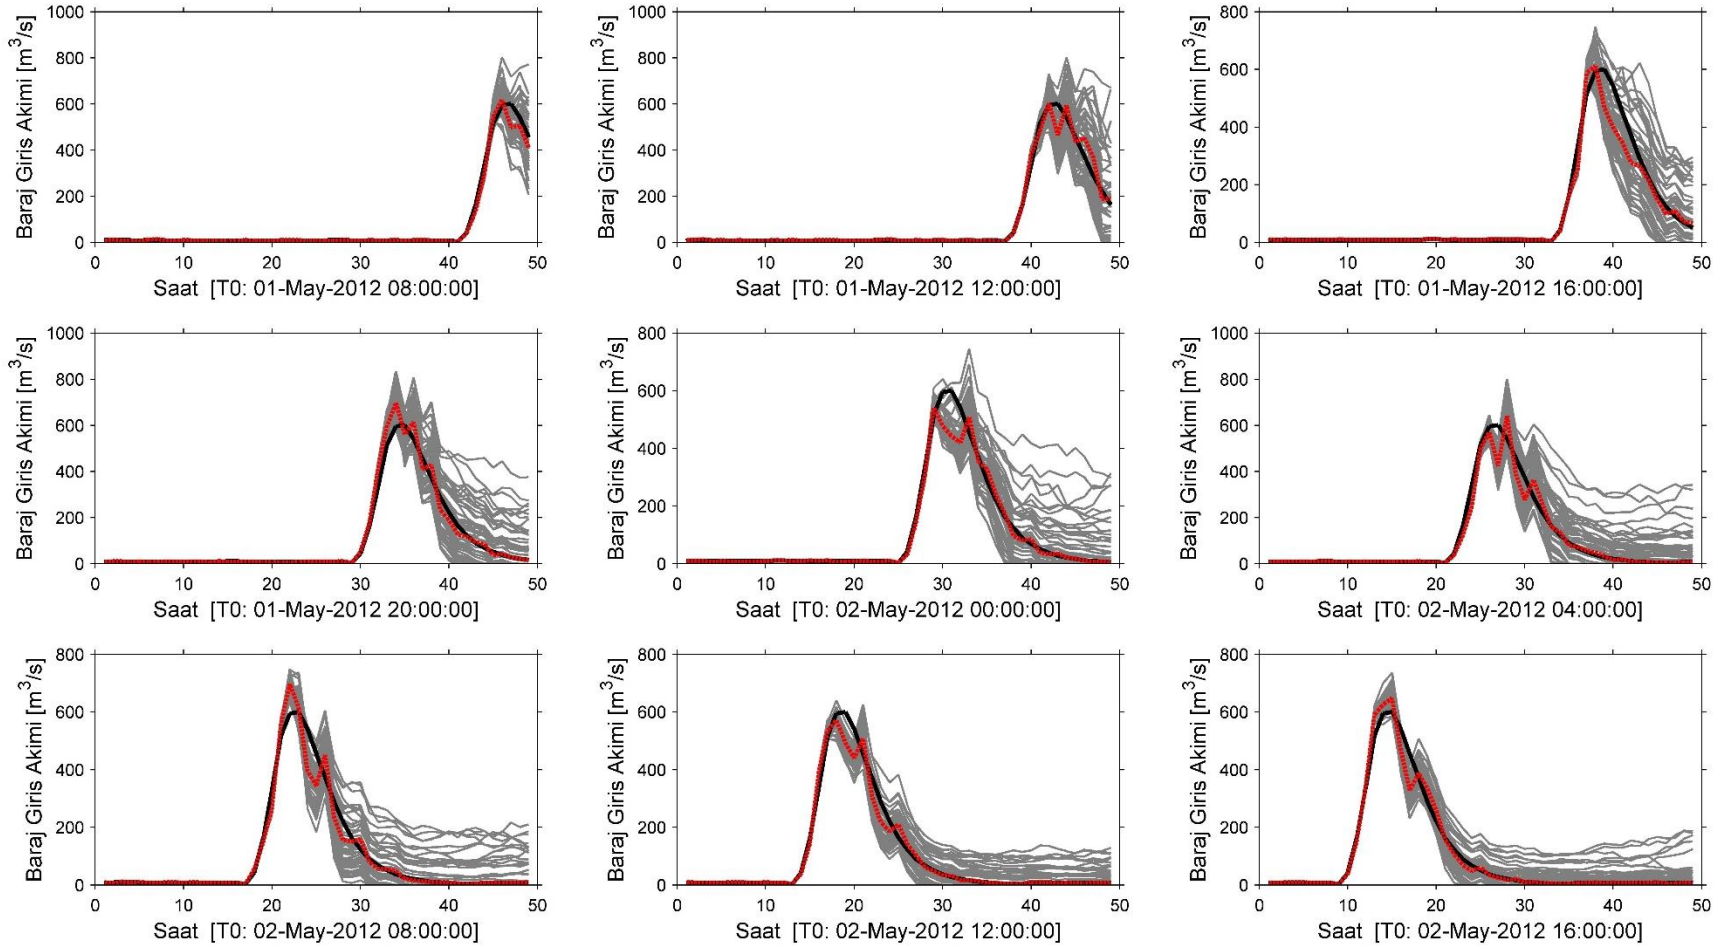 Baraj Giris Akimi [m³/s]
1000
800
600
400
200
0
0 10 20 30 40 50
Saat [T0: 01-May-2012 08:00:00]
Baraj Giris Akimi [m³/s]
1000
800
600
400
200
0
0 10 20 30 40 50
Saat [T0: 01-May-2012 12:00:00]
Baraj Giris Akimi [m³/s]
800
600
400
200
0
0 10 20 30 40 50
Saat [T0: 01-May-2012 16:00:00]
Baraj Giris Akimi [m³/s]
1000
800
600
400
200
0
0 10 20 30 40 50
Saat [T0: 01-May-2012 20:00:00]
Baraj Giris Akimi [m³/s]
800
600
400
200
0
0 10 20 30 40 50
Saat [T0: 02-May-2012 00:00:00]
Baraj Giris Akimi [m³/s]
1000
800
600
400
200
0
0 10 20 30 40 50
Saat [T0: 02-May-2012 04:00:00]
Baraj Giris Akimi [m³/s]
800
600
400
200
0
0 10 20 30 40 50
Saat [T0: 02-May-2012 08:00:00]
Baraj Giris Akimi [m³/s]
800
600
400
200
0
0 10 20 30 40 50
Saat [T0: 02-May-2012 12:00:00]
Baraj Giris Akimi [m³/s]
800
600
400
200
0
0 10 20 30 40 50
Saat [T0: 02-May-2012 16:00:00]